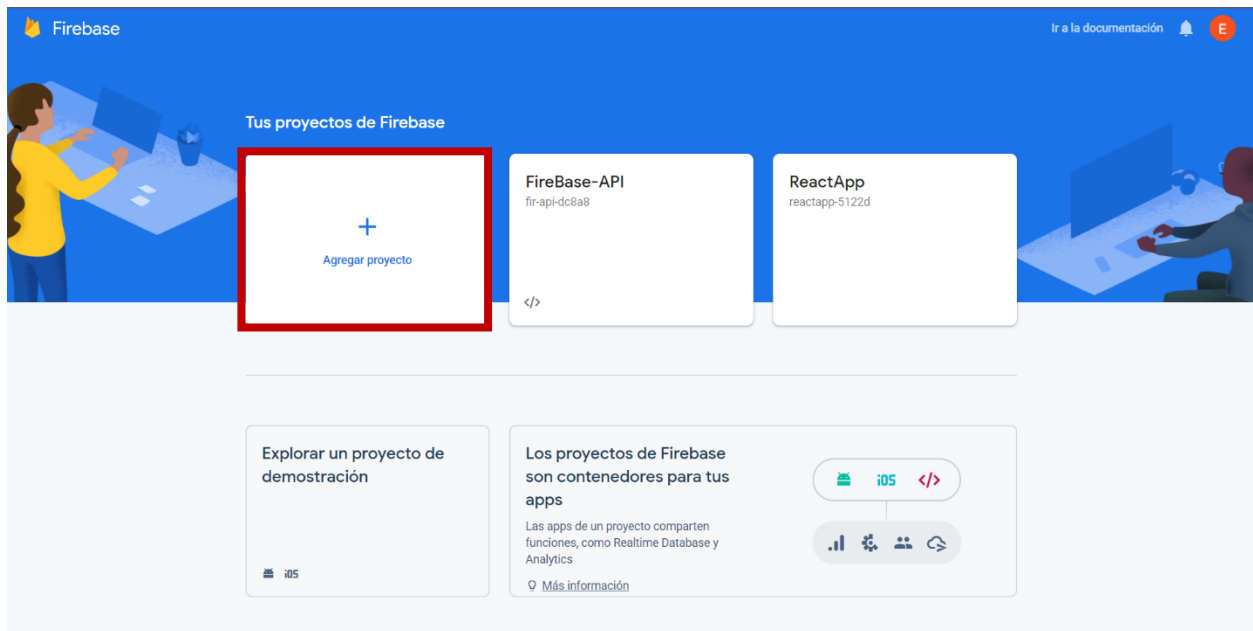 Firebase
Ir a la documentación
E
Tus proyectos de Firebase
+
Agregar proyecto
FireBase-API
fir-api-dc8a8
</>
ReactApp
reactapp-5122d
Explorar un proyecto de
demostración
iOS
Los proyectos de Firebase
son contenedores para tus
apps
Las apps de un proyecto comparten
funciones, como Realtime Database y
Analytics
Más información
iOS </>